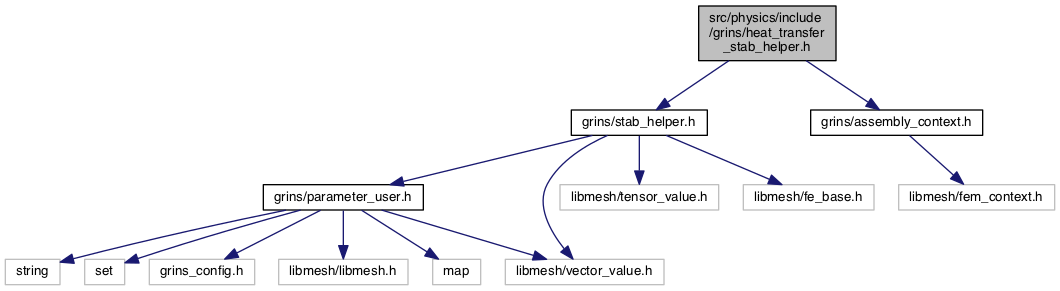 src/physics/include
/grins/heat_transfer
_stab_helper.h
grins/stab_helper.h
grins/assembly_context.h
grins/parameter_user.h
libmesh/tensor_value.h
libmesh/fe_base.h
libmesh/fem_context.h
string
set
grins_config.h
libmesh/libmesh.h
map
libmesh/vector_value.h